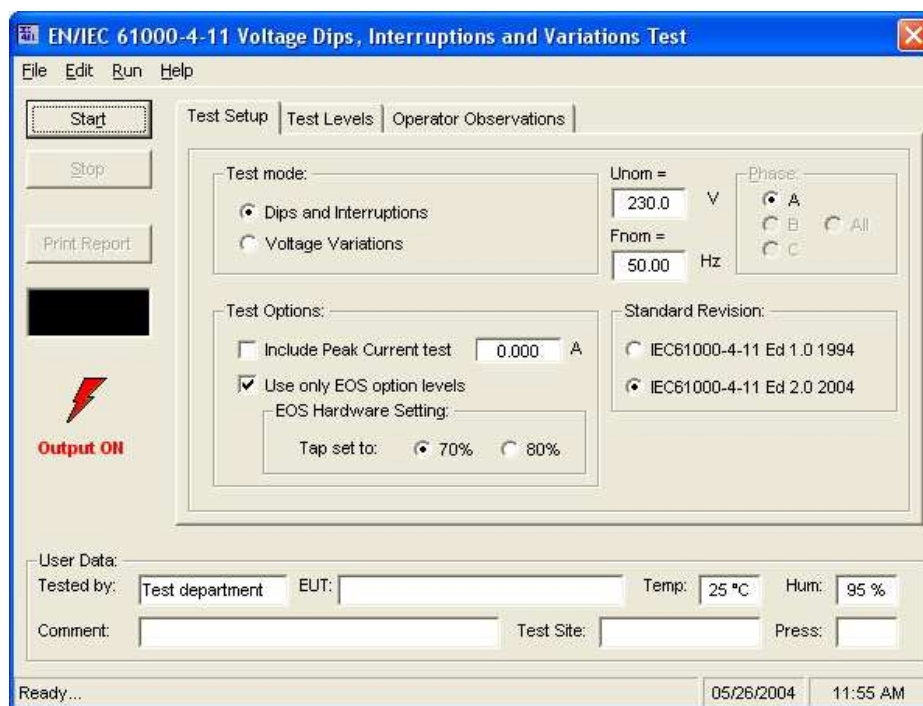 EN/IEC 61000-4-11 Voltage Dips, Interruptions and Variations Test
File Edit Run Help
Start
Stop
Print Report
Output ON
Test Setup Test Levels Operator Observations
Test mode:
Dips and Interruptions
Voltage Variations
Unom =
230.0 V
Fnom =
50.00 Hz
Phase:
A
B All
C
Test Options:
Include Peak Current test 0.000 A
Use only EOS option levels
EOS Hardware Setting:
Tap set to: 70% 80%
Standard Revision:
IEC61000-4-11 Ed 1.0 1994
IEC61000-4-11 Ed 2.0 2004
User Data:
Tested by: Test department EUT: Temp: 25 °C Hum: 95 %
Comment: Test Site: Press:
Ready... 05/26/2004 11:55 AM